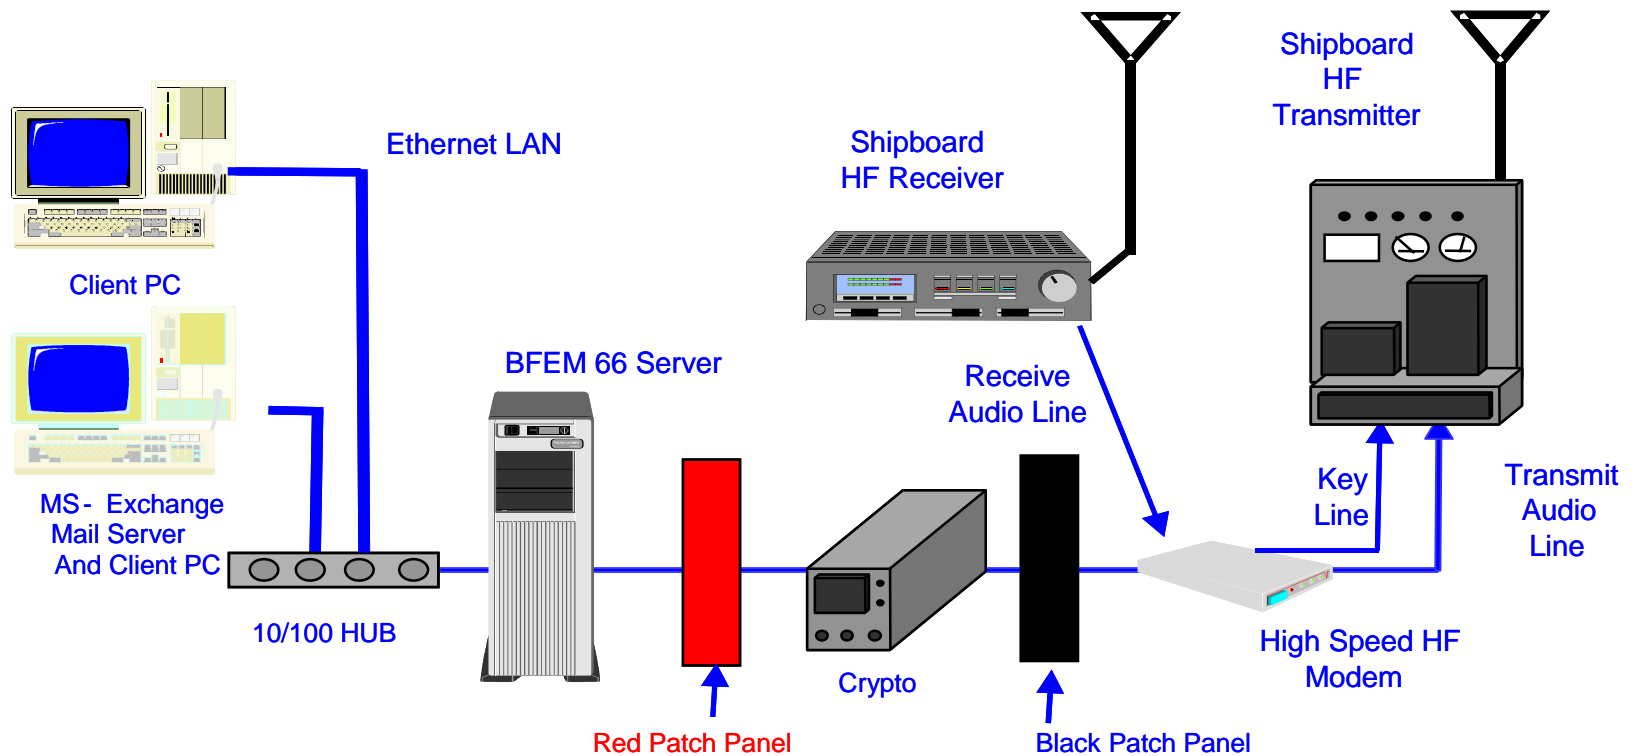 Shipboard
HF
Transmitter
Ethernet LAN
Shipboard
HF Receiver
Client PC
BFEM 66 Server
Receive
Audio Line
Key
Line
Transmit
Audio
Line
MS - Exchange
Mail Server
And Client PC
10/100 HUB
Crypto
High Speed HF
Modem
Red Patch Panel
Black Patch Panel